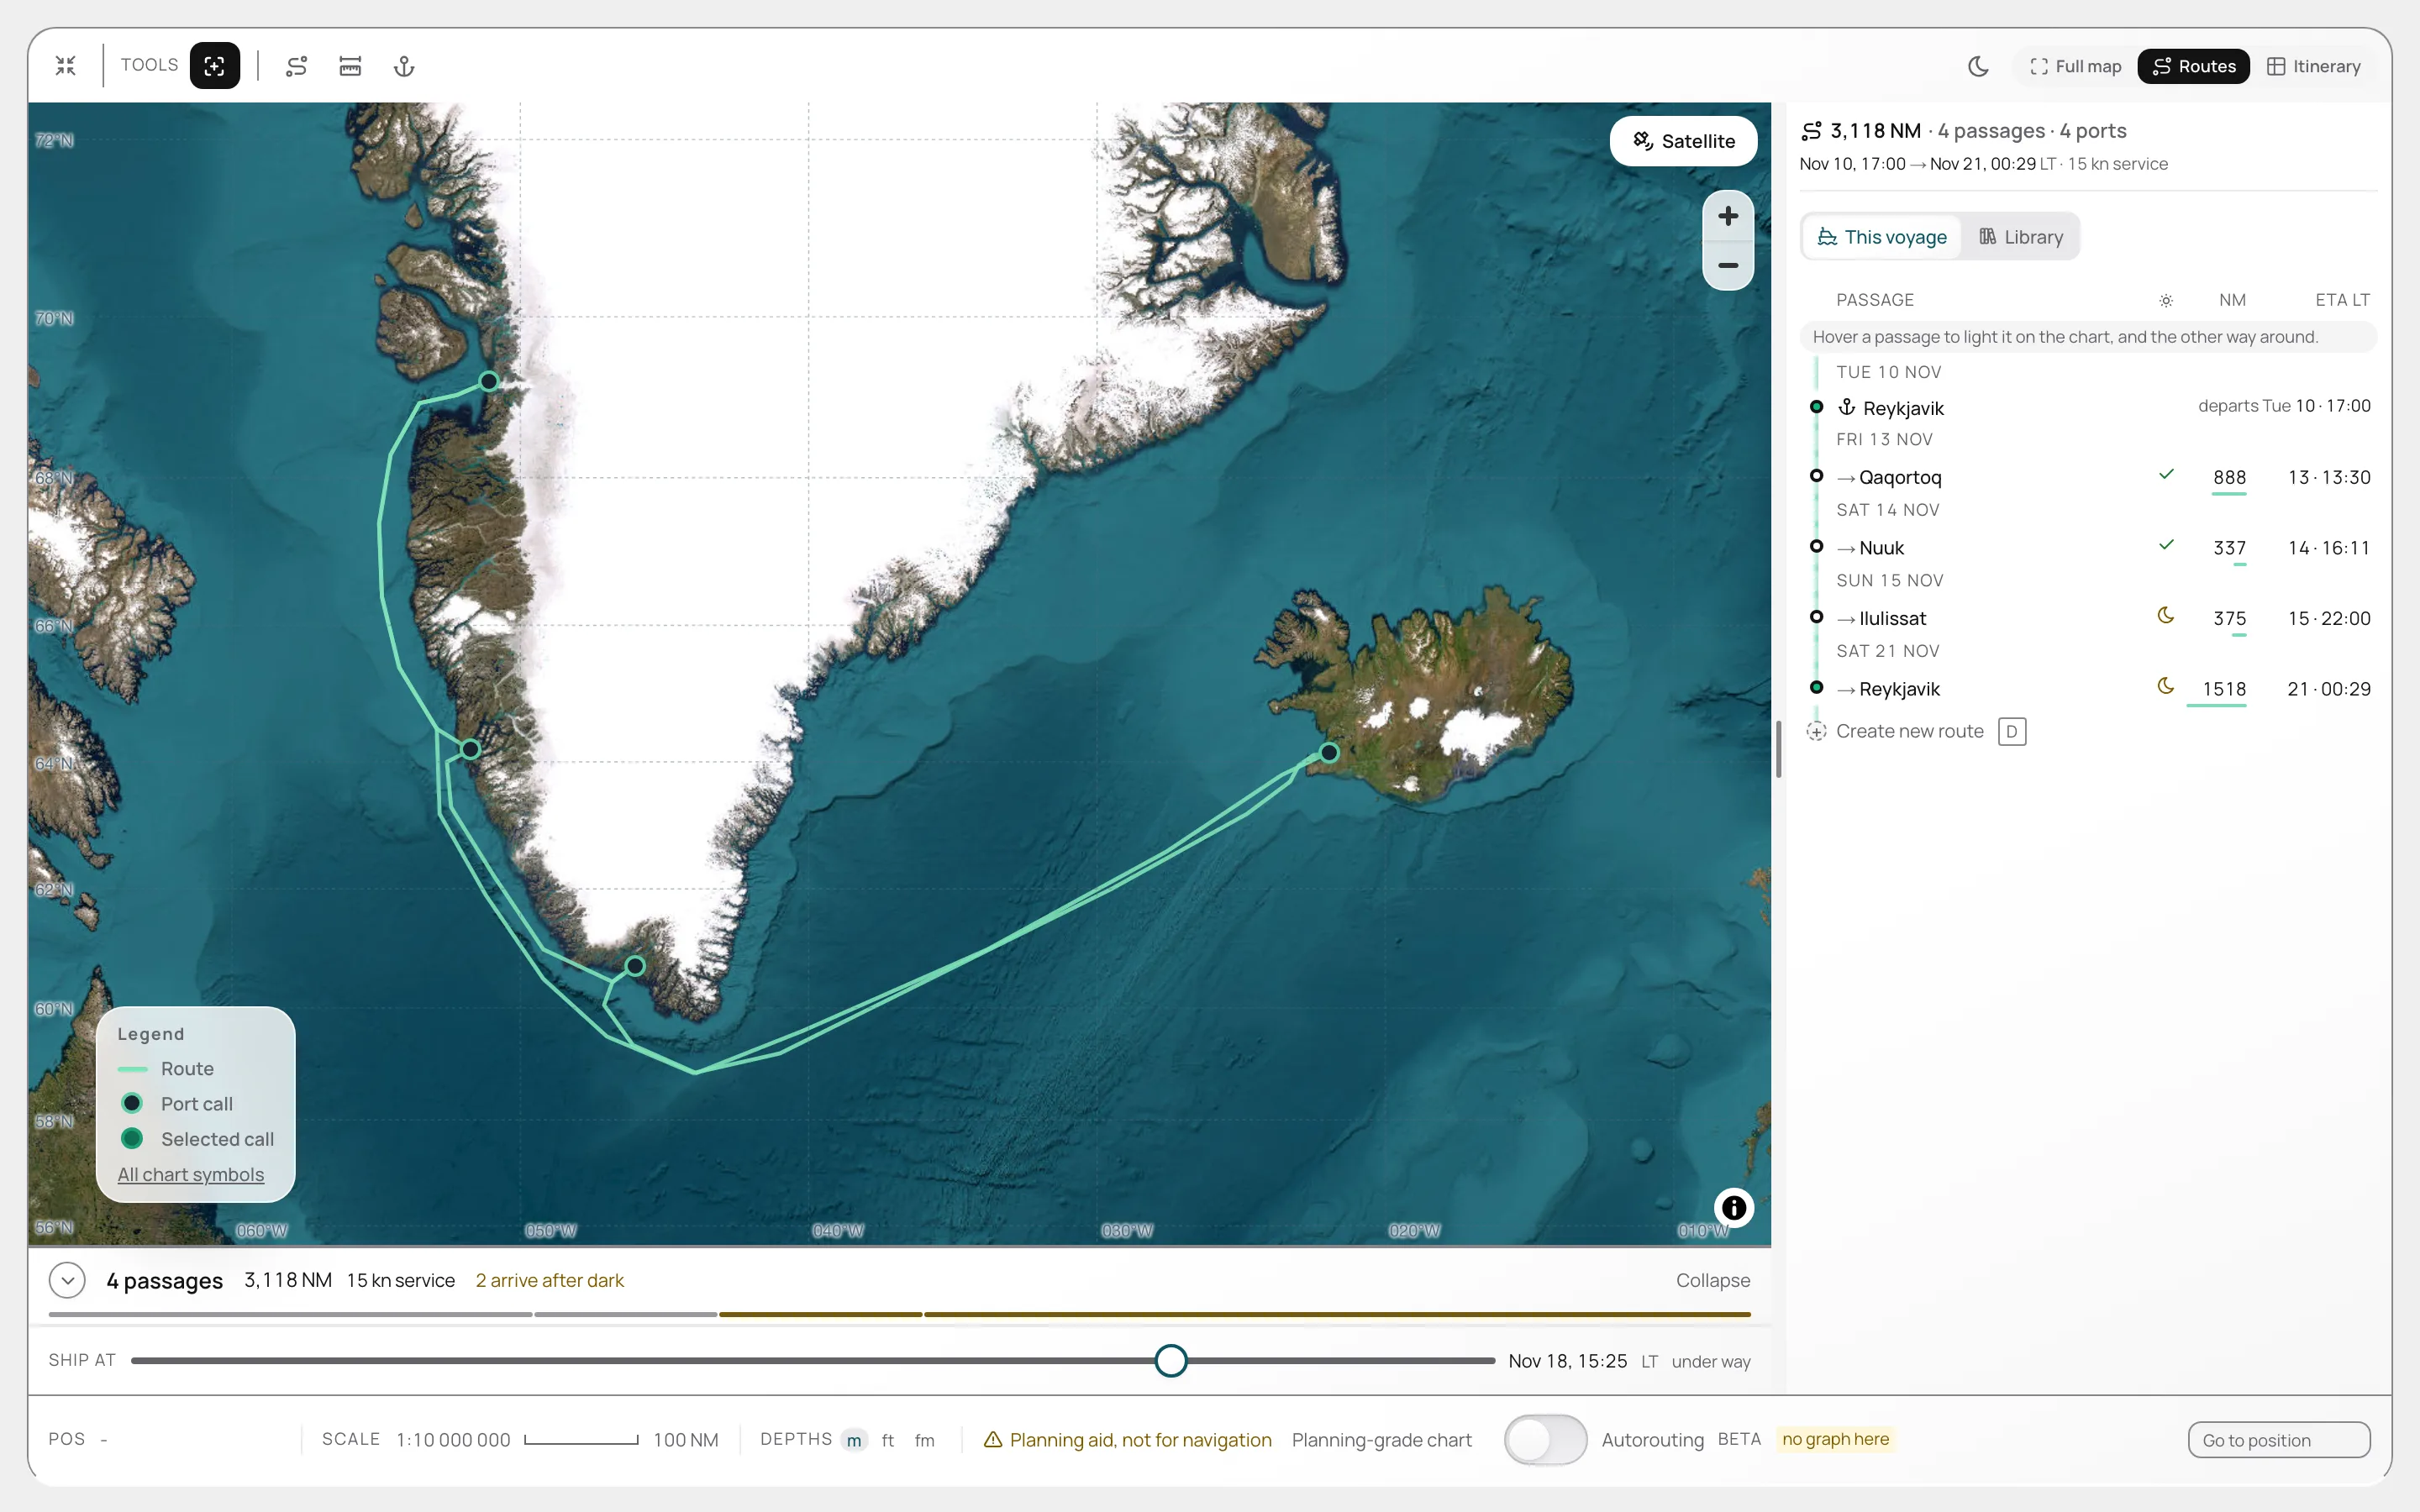 TOOLS
Full map
Routes
Itinerary
72°N
70°N
68°N
66°N
64°N
62°N
60°N
58°N
56°N
060°W
050°W
040°W
030°W
020°W
010°W
Satellite
Legend
Route
Port call
Selected call
All chart symbols
3,118 NM · 4 passages · 4 ports
Nov 10, 17:00 → Nov 21, 00:29 LT · 15 kn service
This voyage
Library
PASSAGE NM ETA LT
Hover a passage to light it on the chart, and the other way around.
TUE 10 NOV
Reykjavik departs Tue 10 · 17:00
FRI 13 NOV
→ Qaqortoq 888 13 · 13:30
SAT 14 NOV
→ Nuuk 337 14 · 16:11
SUN 15 NOV
→ Ilulissat 375 15 · 22:00
SAT 21 NOV
→ Reykjavik 1518 21 · 00:29
Create new route D
4 passages 3,118 NM 15 kn service 2 arrive after dark Collapse
SHIP AT Nov 18, 15:25 LT under way
POS - SCALE 1:10 000 000 100 NM DEPTHS m ft fm Planning aid, not for navigation Planning-grade chart Autorouting BETA no graph here Go to position